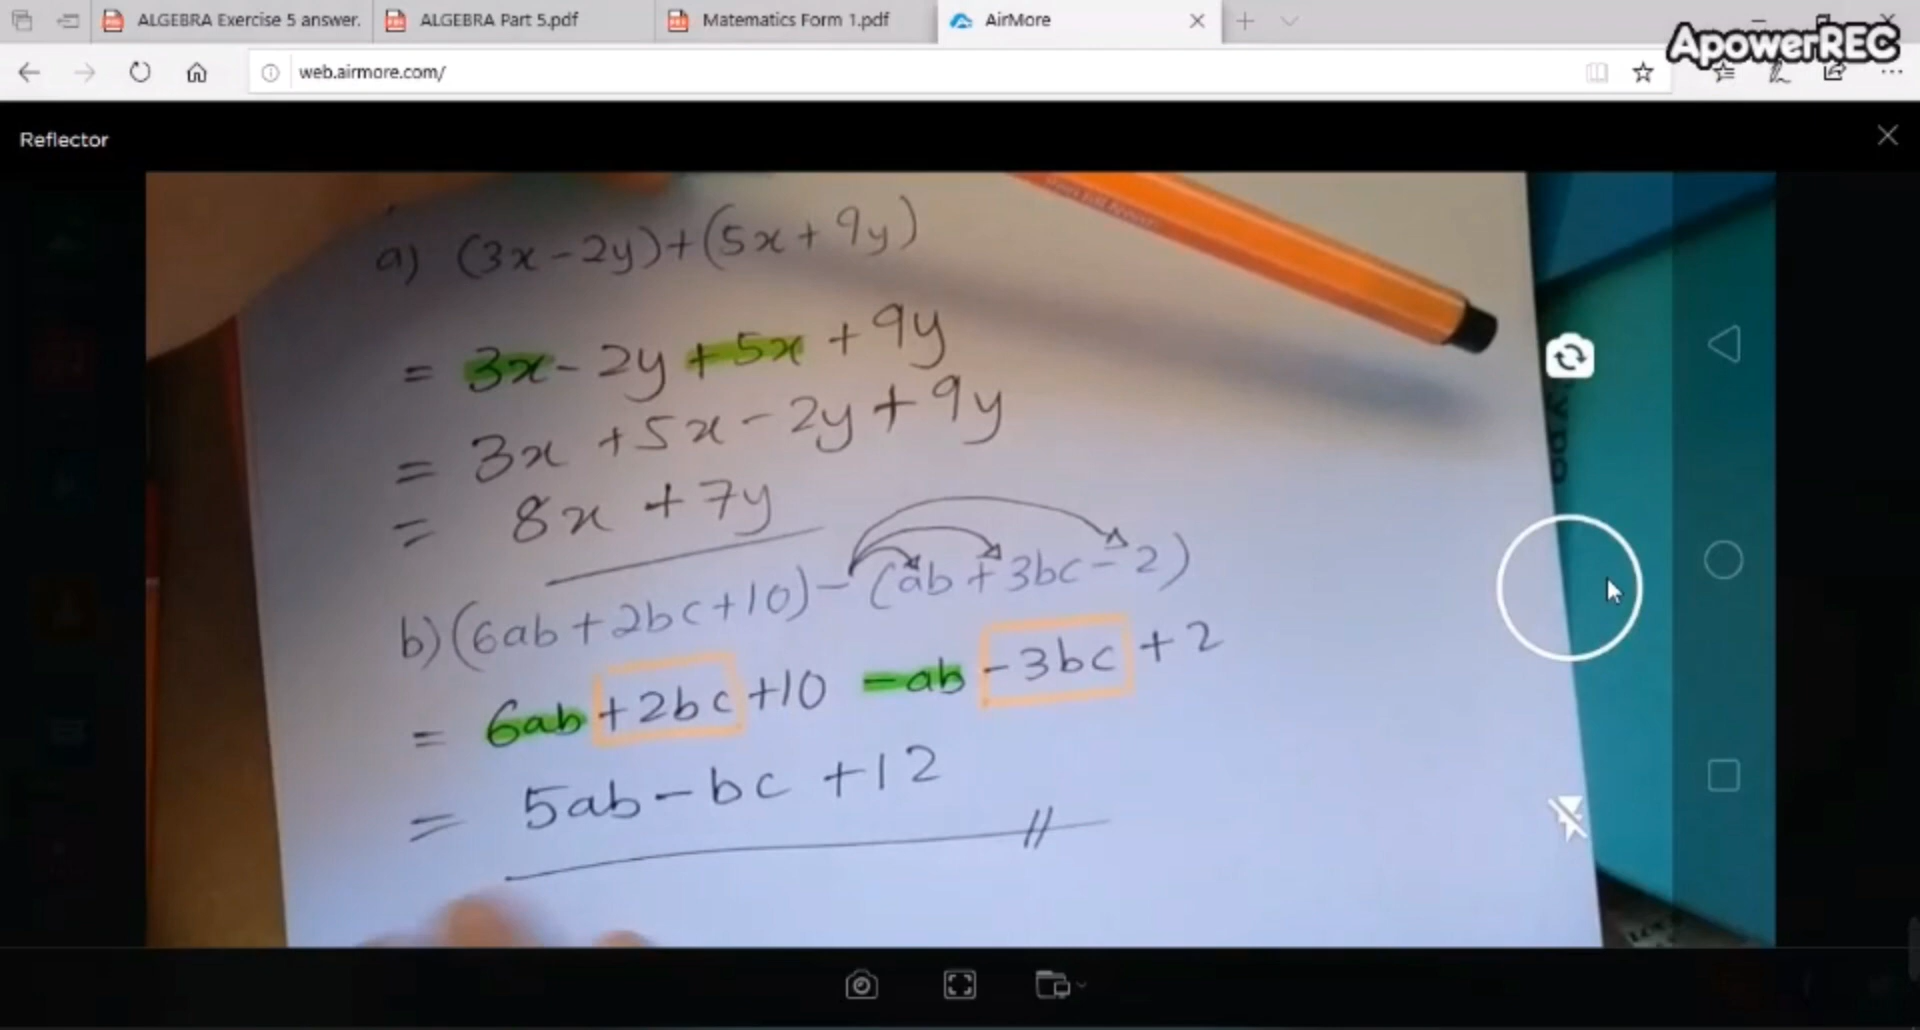 ALGEBRA Exercise 5 answer.
ALGEBRA Part 5.pdf
Matematics Form 1.pdf
AirMore
ApowerREC
web.airmore.com/
Reflector
a) (3x-2y)+(5x+9y)
= 3x-2y+5x+9y
= 3x+5x-2y+9y
= 8x+7y
b)(6ab+2bc+10)-(ab+3bc-2)
= 6ab+2bc+10-ab-3bc+2
= 5ab-bc+12